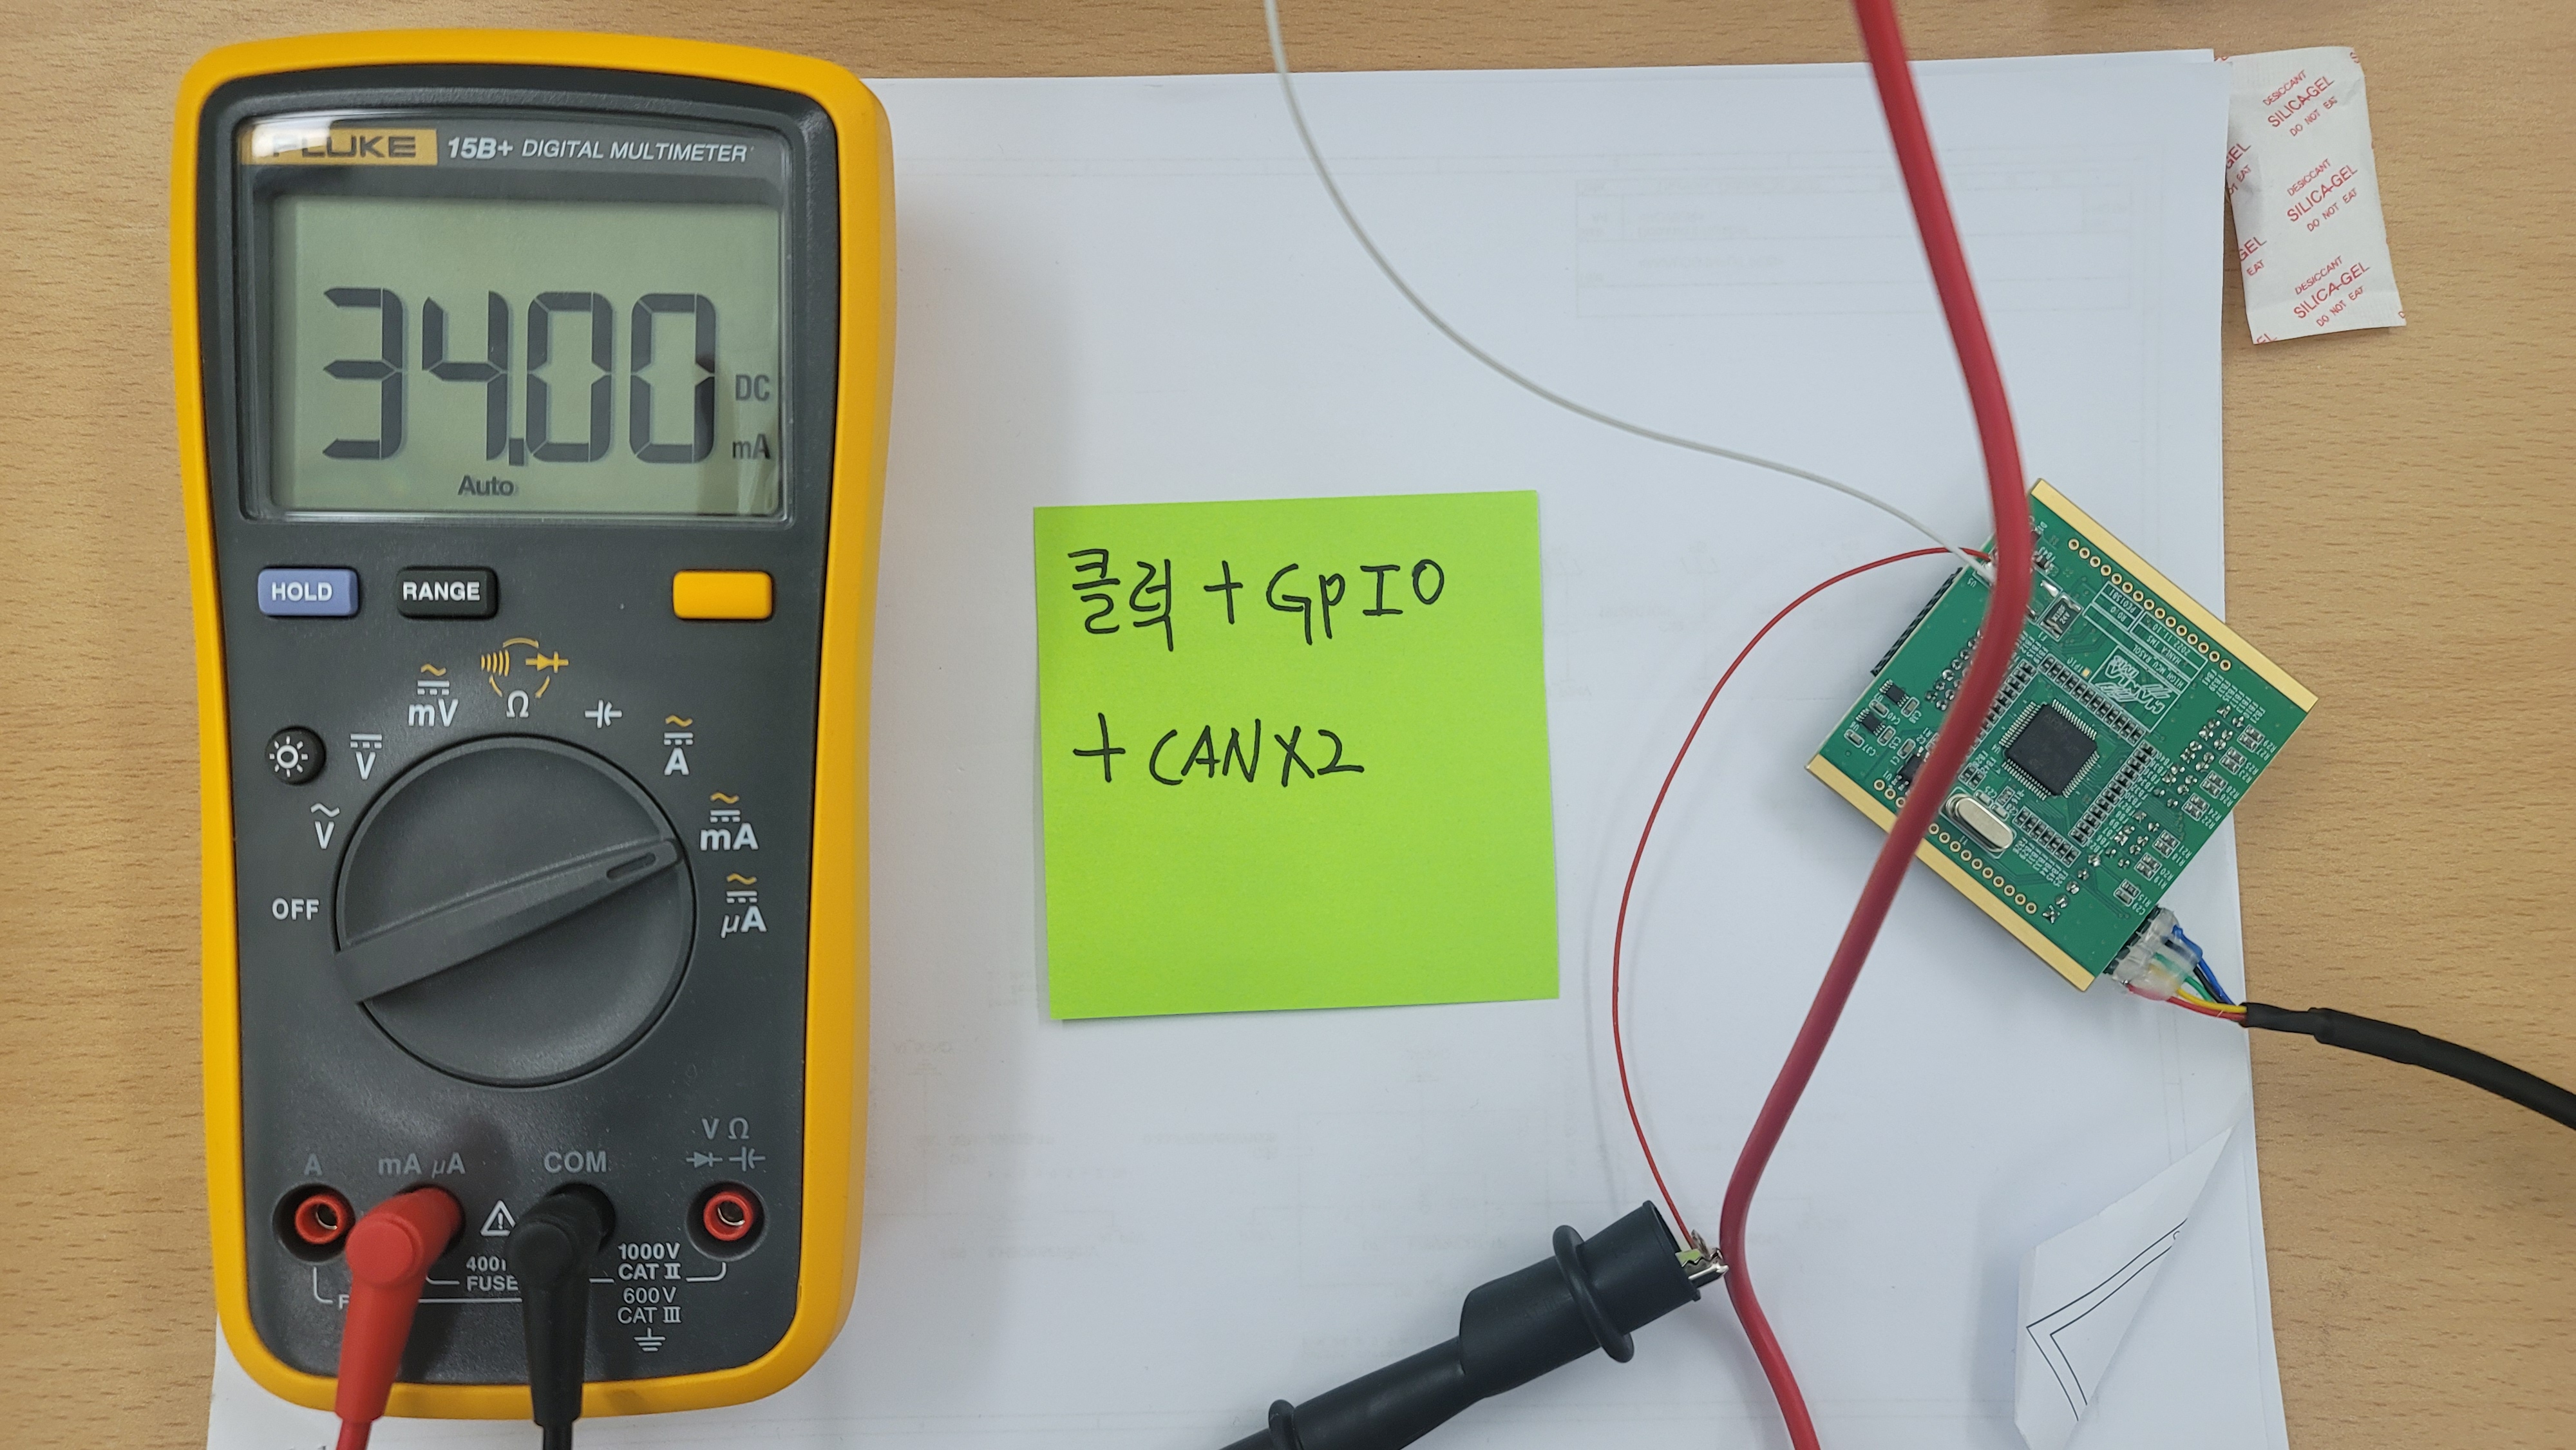 FLUKE 15B+ DIGITAL MULTIMETER
34.00 DC mA
Auto
HOLD RANGE
mV Ω
V A
V mA
OFF μA
A mA μA COM V Ω
400
FUSE
1000V
CAT II
600V
CAT III
클럭 + GpIO
+ CAN X2
DESICCANT
SILICA-GEL
DO NOT EAT
DESICCANT
SILICA-GEL
DO NOT EAT
DESICCANT
SILICA-GEL
DO NOT EAT